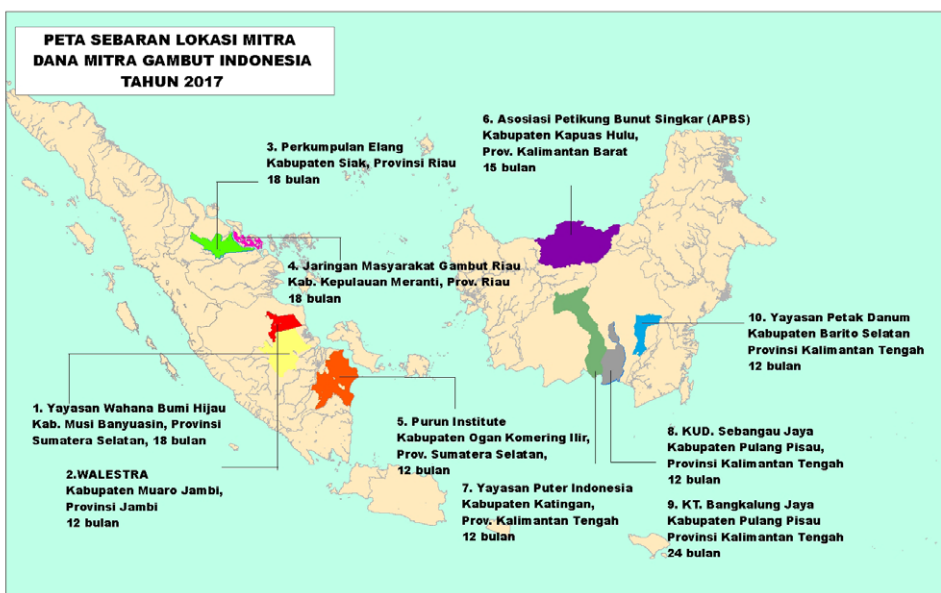 PETA SEBARAN LOKASI MITRA
DANA MITRA GAMBUT INDONESIA
TAHUN 2017
6. Asosiasi Petikung Bunut Singkar (APBS)
Kabupaten Kapuas Hulu,
Prov. Kalimantan Barat
15 bulan
3. Perkumpulan Elang
Kabupaten Siak, Provinsi Riau
18 bulan
4. Jaringan Masyarakat Gambut Riau
Kab. Kepulauan Meranti, Prov. Riau
18 bulan
10. Yayasan Petak Danum
Kabupaten Barito Selatan
Provinsi Kalimantan Tengah
12 bulan
1. Yayasan Wahana Bumi Hijau
Kab. Musi Banyuasin, Provinsi
Sumatera Selatan, 18 bulan
5. Purun Institute
Kabupaten Ogan Komering Ilir,
Prov. Sumatera Selatan,
12 bulan
8. KUD. Sebangau Jaya
Kabupaten Pulang Pisau,
Provinsi Kalimantan Tengah
12 bulan
2.WALESTRA
Kabupaten Muaro Jambi,
Provinsi Jambi
12 bulan
7. Yayasan Puter Indonesia
Kabupaten Katingan,
Prov. Kalimantan Tengah
12 bulan
9. KT. Bangkalung Jaya
Kabupaten Pulang Pisau
Provinsi Kalimantan Tengah
24 bulan